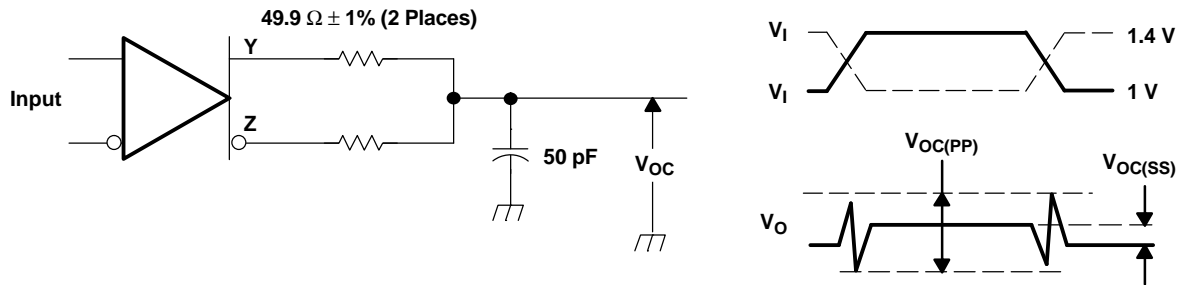 49.9 Ω ± 1% (2 Places)
Y
Input
Z
50 pF
VOC
VI
1.4 V
VI
1 V
VOC(PP)
VOC(SS)
VO